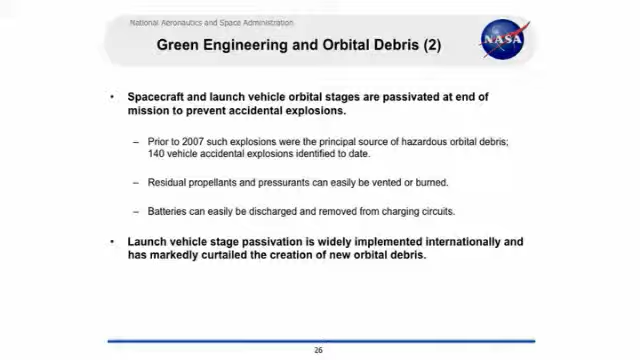 National Aeronautics and Space Administration
Green Engineering and Orbital Debris (2)
NASA
• Spacecraft and launch vehicle orbital stages are passivated at end of
mission to prevent accidental explosions.
– Prior to 2007 such explosions were the principal source of hazardous orbital debris;
140 vehicle accidental explosions identified to date.
– Residual propellants and pressurants can easily be vented or burned.
– Batteries can easily be discharged and removed from charging circuits.
• Launch vehicle stage passivation is widely implemented internationally and
has markedly curtailed the creation of new orbital debris.
26